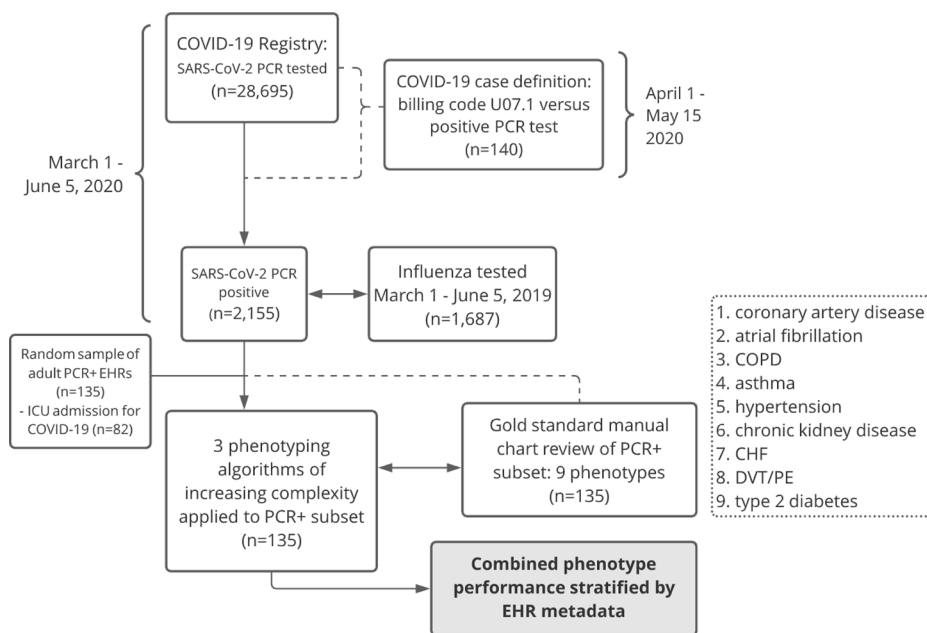 COVID-19 Registry:
SARS-CoV-2 PCR tested
(n=28,695)
COVID-19 case definition:
billing code U07.1 versus
positive PCR test
(n=140)
April 1 -
May 15
2020
March 1 -
June 5, 2020
SARS-CoV-2 PCR
positive
(n=2,155)
Influenza tested
March 1 - June 5, 2019
(n=1,687)
Random sample of
adult PCR+ EHRs
(n=135)
- ICU admission for
COVID-19 (n=82)
3 phenotyping
algorithms of
increasing complexity
applied to PCR+ subset
(n=135)
Gold standard manual
chart review of PCR+
subset: 9 phenotypes
(n=135)
1. coronary artery disease
2. atrial fibrillation
3. COPD
4. asthma
5. hypertension
6. chronic kidney disease
7. CHF
8. DVT/PE
9. type 2 diabetes
Combined phenotype
performance stratified by
EHR metadata